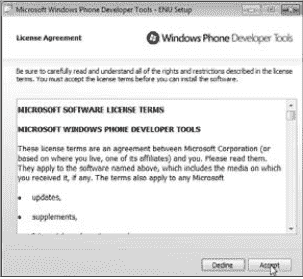 Microsoft Windows Phone Developer Tools - ENU Setup
License Agreement
Windows Phone Developer Tools
Be sure to carefully read and understand all of the rights and restrictions described in the license
terms. You must accept the license terms before you can install the software.
MICROSOFT SOFTWARE LICENSE TERMS
MICROSOFT WINDOWS PHONE DEVELOPER TOOLS
These license terms are an agreement between Microsoft Corporation (or
based on where you live, one of its affiliates) and you. Please read them.
They apply to the software named above, which includes the media on which
you received it, if any. The terms also apply to any Microsoft
• updates,
• supplements,
Decline Accept